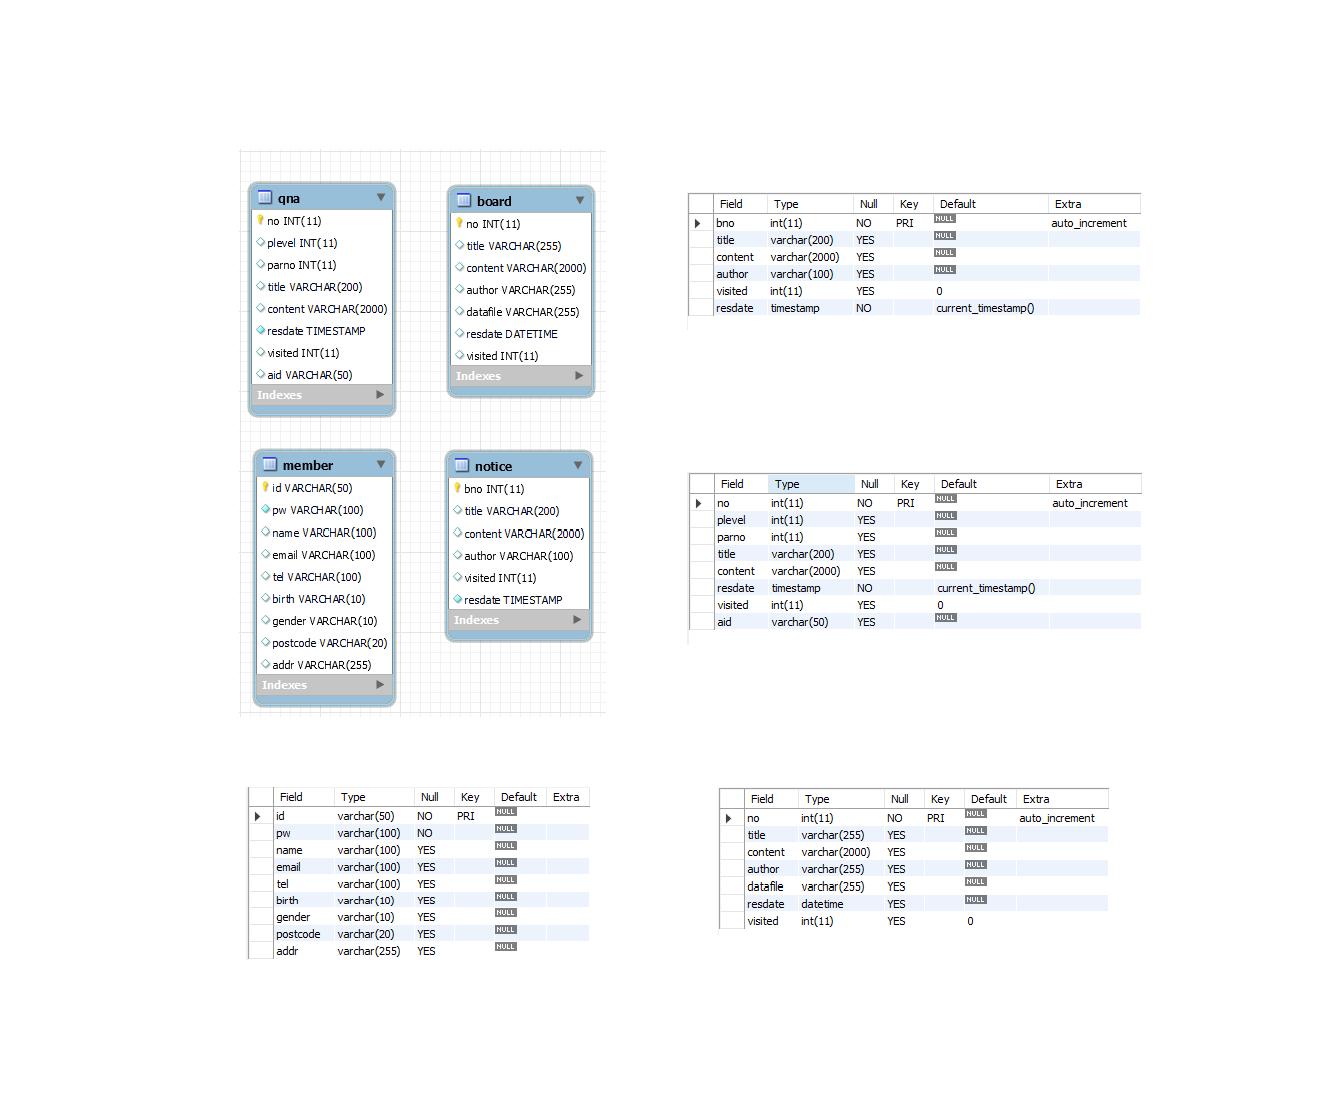 qna
no INT(11)
plevel INT(11)
parno INT(11)
title VARCHAR(200)
content VARCHAR(2000)
resdate TIMESTAMP
visited INT(11)
aid VARCHAR(50)
Indexes
board
no INT(11)
title VARCHAR(255)
content VARCHAR(2000)
author VARCHAR(255)
datafile VARCHAR(255)
resdate DATETIME
visited INT(11)
Indexes
member
id VARCHAR(50)
pw VARCHAR(100)
name VARCHAR(100)
email VARCHAR(100)
tel VARCHAR(100)
birth VARCHAR(10)
gender VARCHAR(10)
postcode VARCHAR(20)
addr VARCHAR(255)
Indexes
notice
bno INT(11)
title VARCHAR(200)
content VARCHAR(2000)
author VARCHAR(100)
visited INT(11)
resdate TIMESTAMP
Indexes
Field Type Null Key Default Extra
bno int(11) NO PRI NULL auto_increment
title varchar(200) YES NULL
content varchar(2000) YES NULL
author varchar(100) YES NULL
visited int(11) YES 0
resdate timestamp NO current_timestamp()
Field Type Null Key Default Extra
no int(11) NO PRI NULL auto_increment
plevel int(11) YES NULL
parno int(11) YES NULL
title varchar(200) YES NULL
content varchar(2000) YES NULL
resdate timestamp NO current_timestamp()
visited int(11) YES 0
aid varchar(50) YES NULL
Field Type Null Key Default Extra
id varchar(50) NO PRI NULL
pw varchar(100) NO NULL
name varchar(100) YES NULL
email varchar(100) YES NULL
tel varchar(100) YES NULL
birth varchar(10) YES NULL
gender varchar(10) YES NULL
postcode varchar(20) YES NULL
addr varchar(255) YES NULL
Field Type Null Key Default Extra
no int(11) NO PRI NULL auto_increment
title varchar(255) YES NULL
content varchar(2000) YES NULL
author varchar(255) YES NULL
datafile varchar(255) YES NULL
resdate datetime YES NULL
visited int(11) YES 0